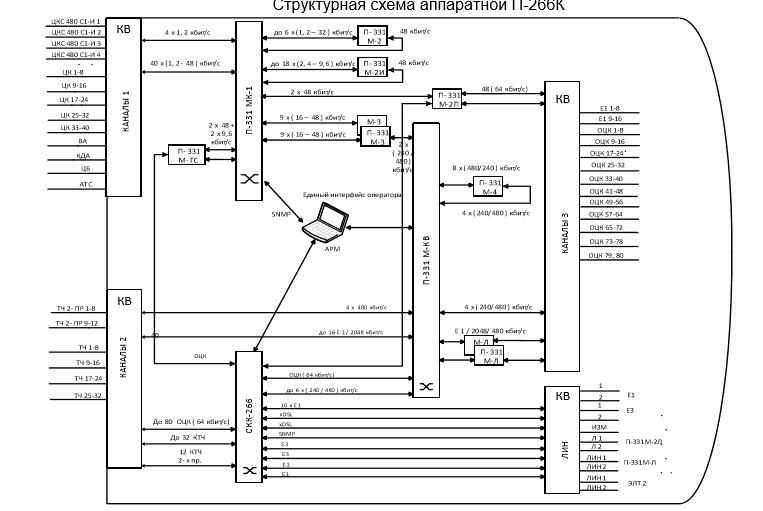 Структурная схема аппаратной П-266К
ЦКС 480 С1-И 1
ЦКС 480 С1-И 2
ЦКС 480 С1-И 3
ЦКС 480 С1-И 4
ЦК 1-8
ЦК 9-16
ЦК 17-24
ЦК 25-32
ЦК 33-40
ВА
КДА
ЦБ
АТС
КВ
КАНАЛЫ 1
4 х 1, 2 кбит/с
40 х (1, 2- 48 ) кбит/с
П-331 МК-1
до 6 х (1, 2 – 32 ) кбит/с
П- 331
М-2
48 кбит/с
до 18 х (2, 4 – 9,6 ) кбит/с
П- 331
М-2И
48 кбит/с
2 х 48 кбит/с
П- 331
М-2П
48 ( 64 кбит/с)
9 х ( 16 – 48 ) кбит/с
М-3
9 х ( 16 – 48 ) кбит/с
П- 331
М-3
2 х 48 +
2 х 9,6
кбит/с
П- 331
М- ГС
2 х
( 240/
480 )
кбит/с
8 х ( 480/240 ) кбит/с
П- 331
М-4
4 х ( 240/480 ) кбит/с
П-331 М-КВ
Единый интерфейс оператора
SNMP
АРМ
КВ
КАНАЛЫ 3
Е1 1-8
Е1 9-16
ОЦК 1-8
ОЦК 9-16
ОЦК 17-24
ОЦК 25-32
ОЦК 33-40
ОЦК 41-48
ОЦК 49-56
ОЦК 57-64
ОЦК 65-72
ОЦК 73-78
ОЦК 79, 80
ТЧ 2- ПР 1-8
ТЧ 2- ПР 9-12
ТЧ 1-8
ТЧ 9-16
ТЧ 17-24
ТЧ 25-32
КВ
КАНАЛЫ 2
4 х 480 кбит/с
40
до 16 Е 1 / 2048 кбит/с
ОЦК
4 х ( 240/ 480 ) кбит/с
Е 1 / 2048/ 480 кбит/с
М-Л
П- 331
М-Л
СКК-266
ОЦК ( 64 кбит/с)
до 6 х ( 240 / 480 ) кбит/с
10 х Е1
xDSL
xDSL
SNMP
Е3
Е3
Е1
Е1
До 80 ОЦК ( 64 кбит/с)
До 32 КТЧ
12 КТЧ
2- х пр.
КВ
ЛИН
1
2
Е1
1
2
Е3
ИЗМ
Л 1
Л 2
П-331М-2Д
ЛИН 1
ЛИН 2
П-331М-Л
ЛИН 1
ЛИН 2
ЭЛТ 2